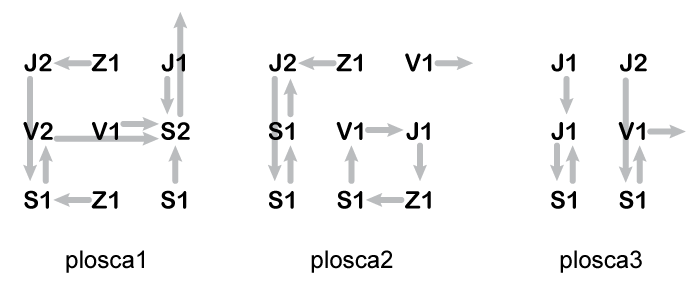 J2 Z1 J1 J2 Z1 V1 J1 J2
V2 V1 S2 S1 V1 J1 J1 V1
S1 Z1 S1 S1 S1 Z1 S1 S1
plosca1 plosca2 plosca3